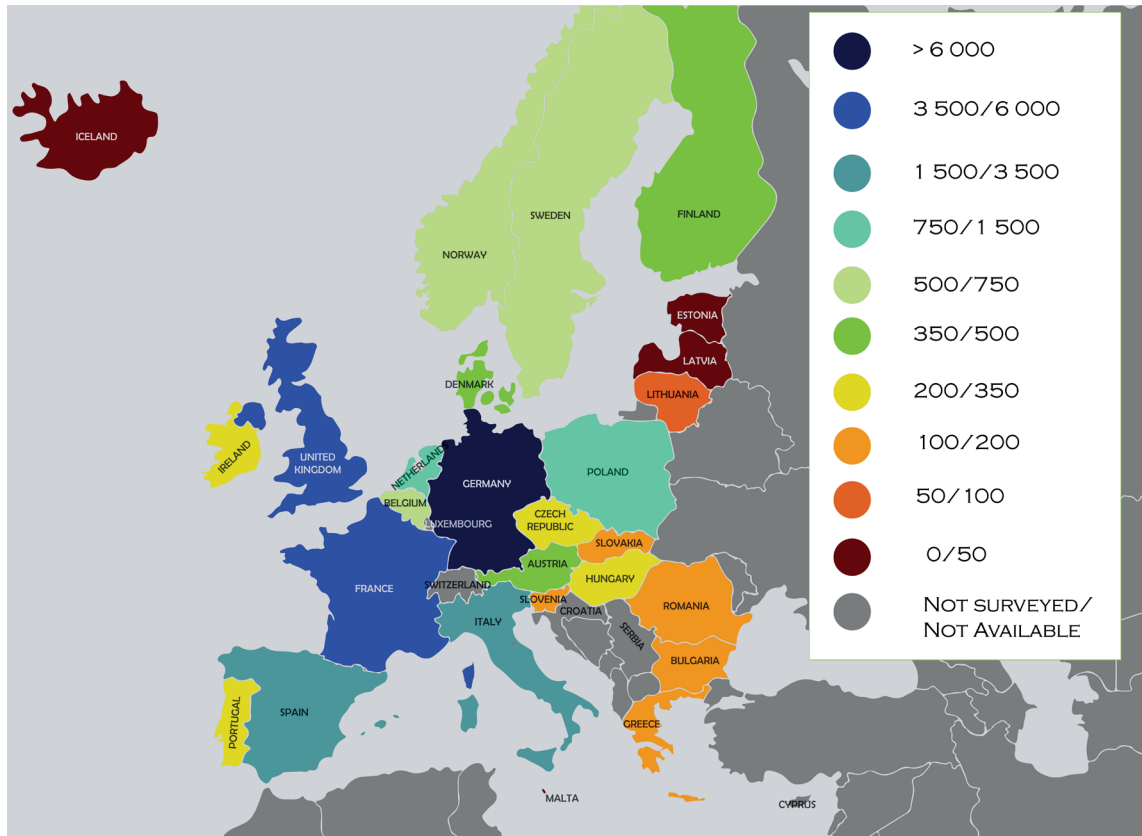 ICELAND
NORWAY
SWEDEN
FINLAND
ESTONIA
LATVIA
LITHUANIA
DENMARK
IRELAND
UNITED
KINGDOM
NETHERLAND
BELGIUM
LUXEMBOURG
GERMANY
POLAND
CZECH
REPUBLIC
SLOVAKIA
AUSTRIA
HUNGARY
FRANCE
SWITZERLAND
SLOVENIA
CROATIA
ITALY
ROMANIA
SERBIA
BULGARIA
SPAIN
PORTUGAL
GREECE
MALTA
CYPRUS
> 6 000
3 500/6 000
1 500/3 500
750/1 500
500/750
350/500
200/350
100/200
50/100
0/50
Not surveyed/
Not Available